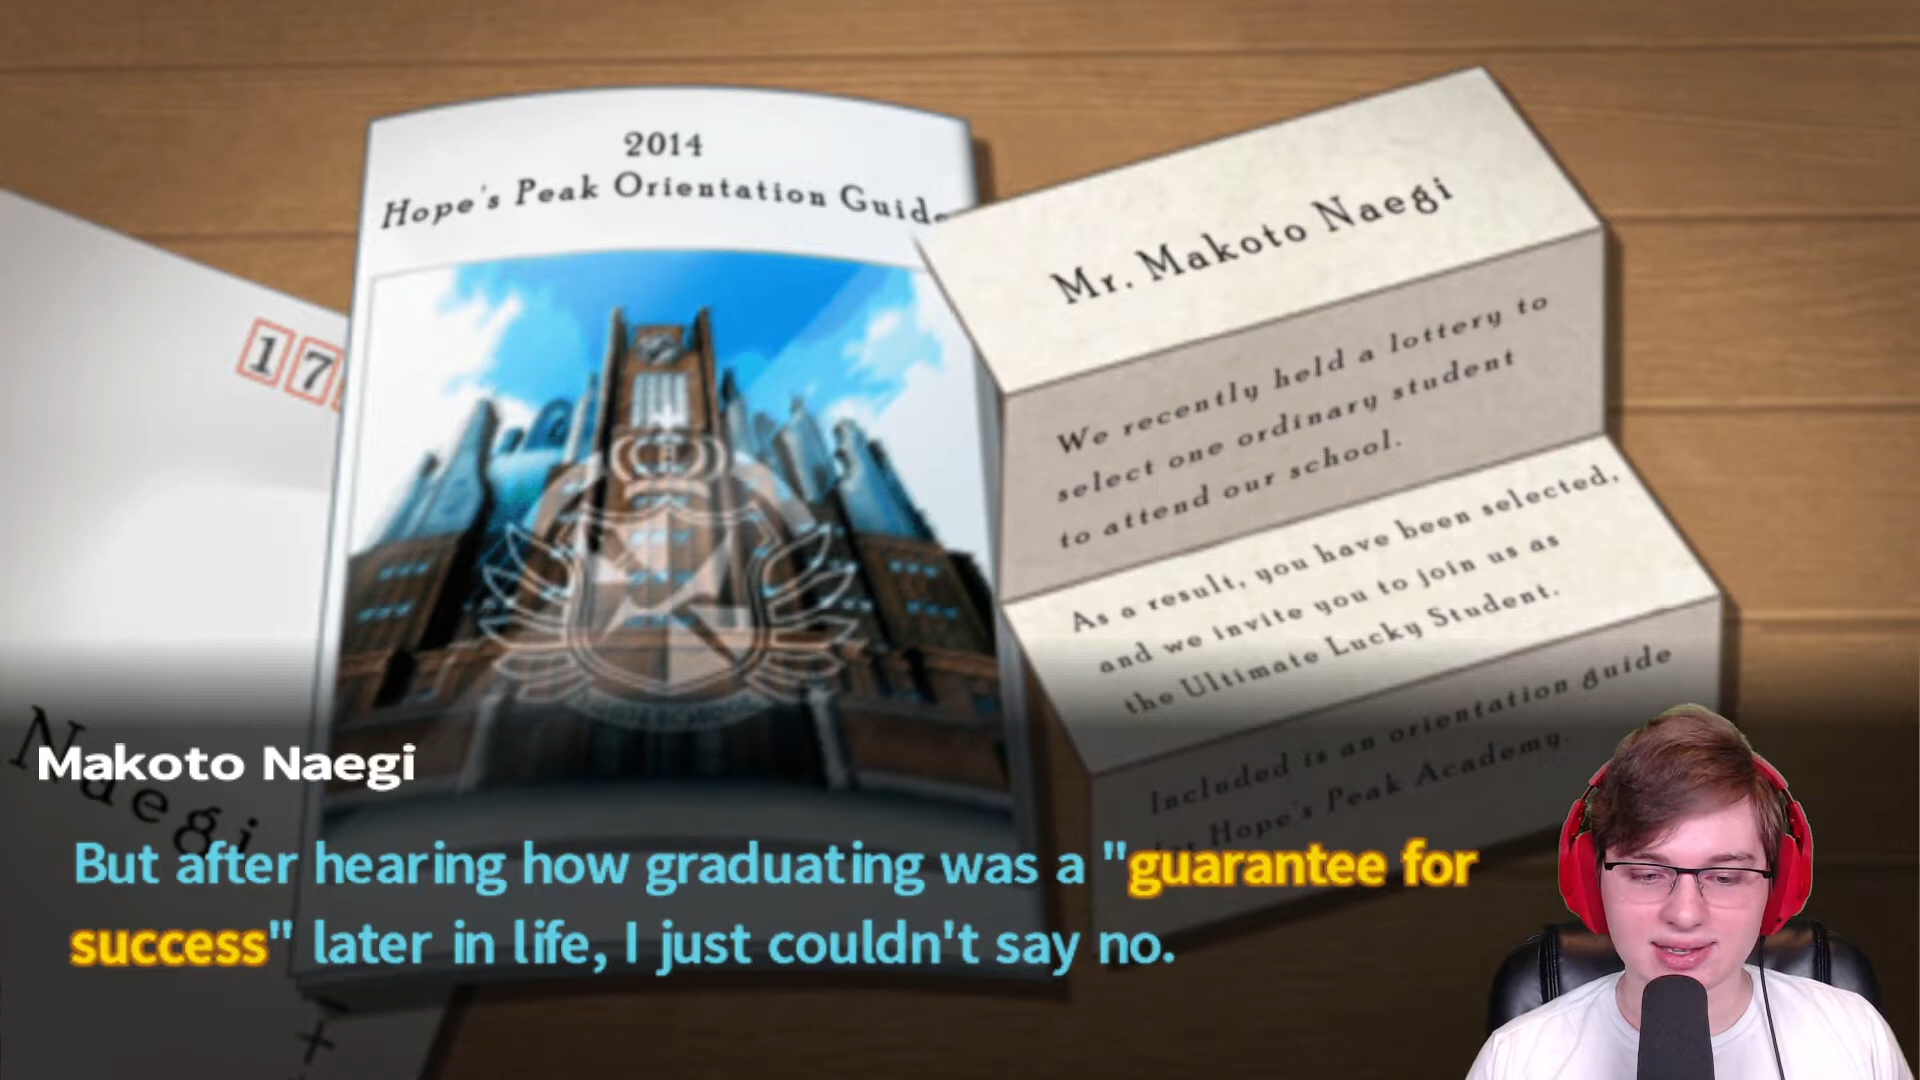 2014
Hope's Peak Orientation Guide
17
Mr. Makoto Naegi
We recently held a lottery to
select one ordinary student
to attend our school.
As a result, you have been selected,
and we invite you to join us as
the Ultimate Lucky Student.
Included is an orientation guide
for Hope's Peak Academy.
Naegi
Makoto Naegi
But after hearing how graduating was a "guarantee for
success" later in life, I just couldn't say no.